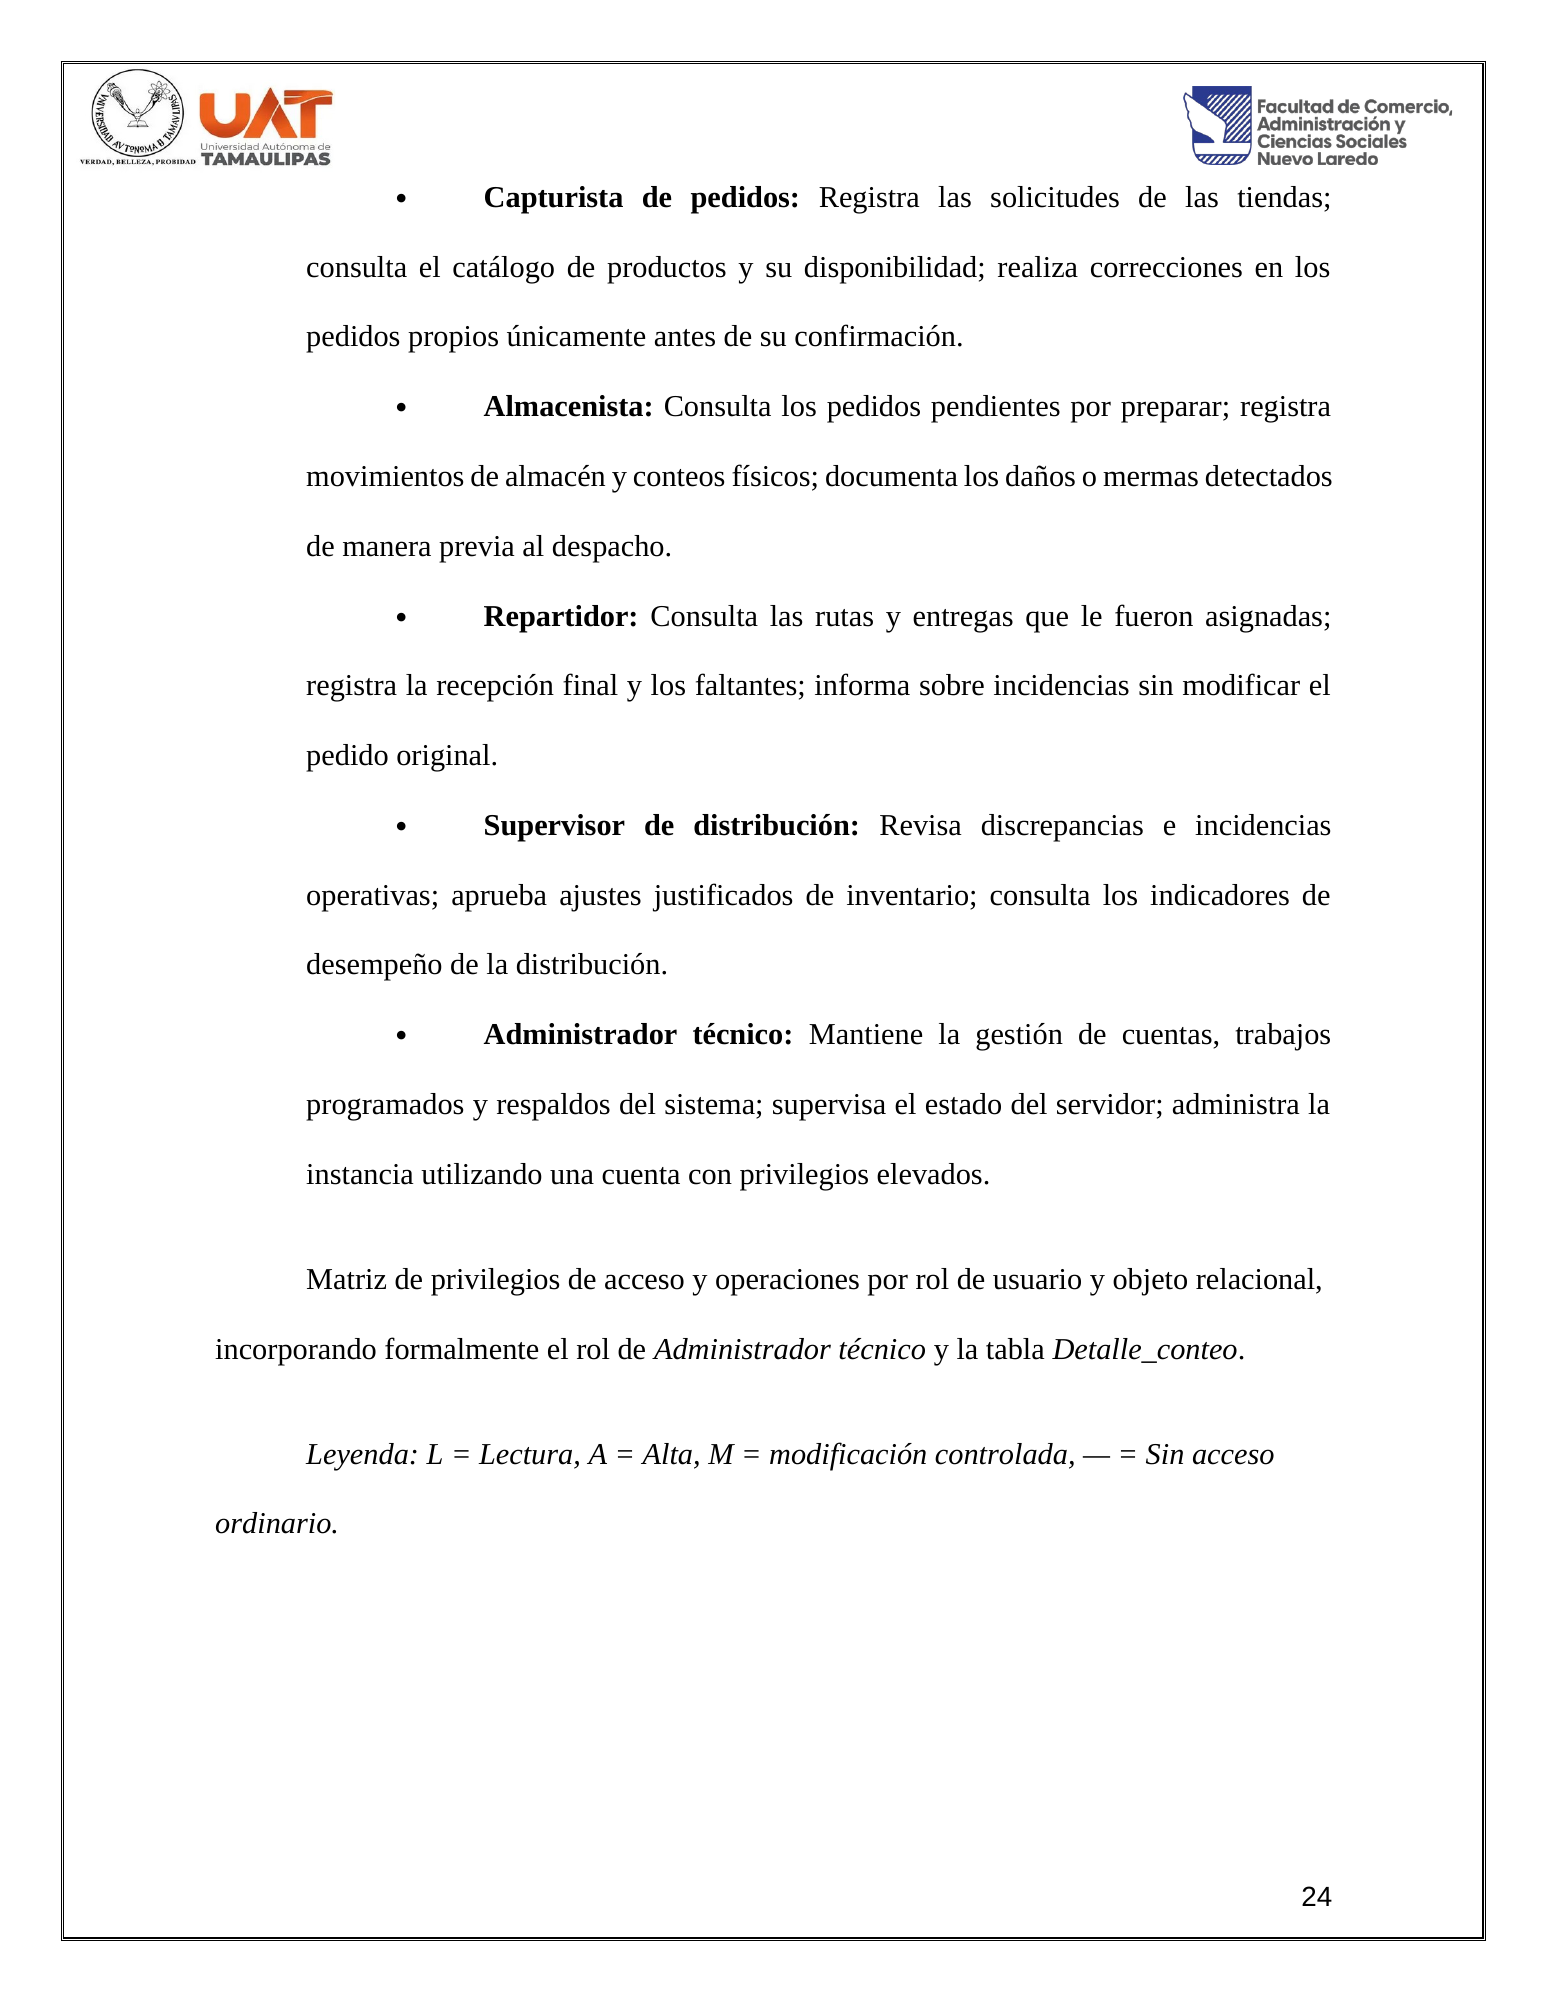 UNIVERSIDAD AUTONOMA DE TAMAULIPAS
VERDAD, BELLEZA, PROBIDAD
UAT
Universidad Autónoma de
TAMAULIPAS
Facultad de Comercio,
Administración y
Ciencias Sociales
Nuevo Laredo
• Capturista de pedidos: Registra las solicitudes de las tiendas;
consulta el catálogo de productos y su disponibilidad; realiza correcciones en los
pedidos propios únicamente antes de su confirmación.
• Almacenista: Consulta los pedidos pendientes por preparar; registra
movimientos de almacén y conteos físicos; documenta los daños o mermas detectados
de manera previa al despacho.
• Repartidor: Consulta las rutas y entregas que le fueron asignadas;
registra la recepción final y los faltantes; informa sobre incidencias sin modificar el
pedido original.
• Supervisor de distribución: Revisa discrepancias e incidencias
operativas; aprueba ajustes justificados de inventario; consulta los indicadores de
desempeño de la distribución.
• Administrador técnico: Mantiene la gestión de cuentas, trabajos
programados y respaldos del sistema; supervisa el estado del servidor; administra la
instancia utilizando una cuenta con privilegios elevados.
Matriz de privilegios de acceso y operaciones por rol de usuario y objeto relacional,
incorporando formalmente el rol de Administrador técnico y la tabla Detalle_conteo.
Leyenda: L = Lectura, A = Alta, M = modificación controlada, — = Sin acceso
ordinario.
24